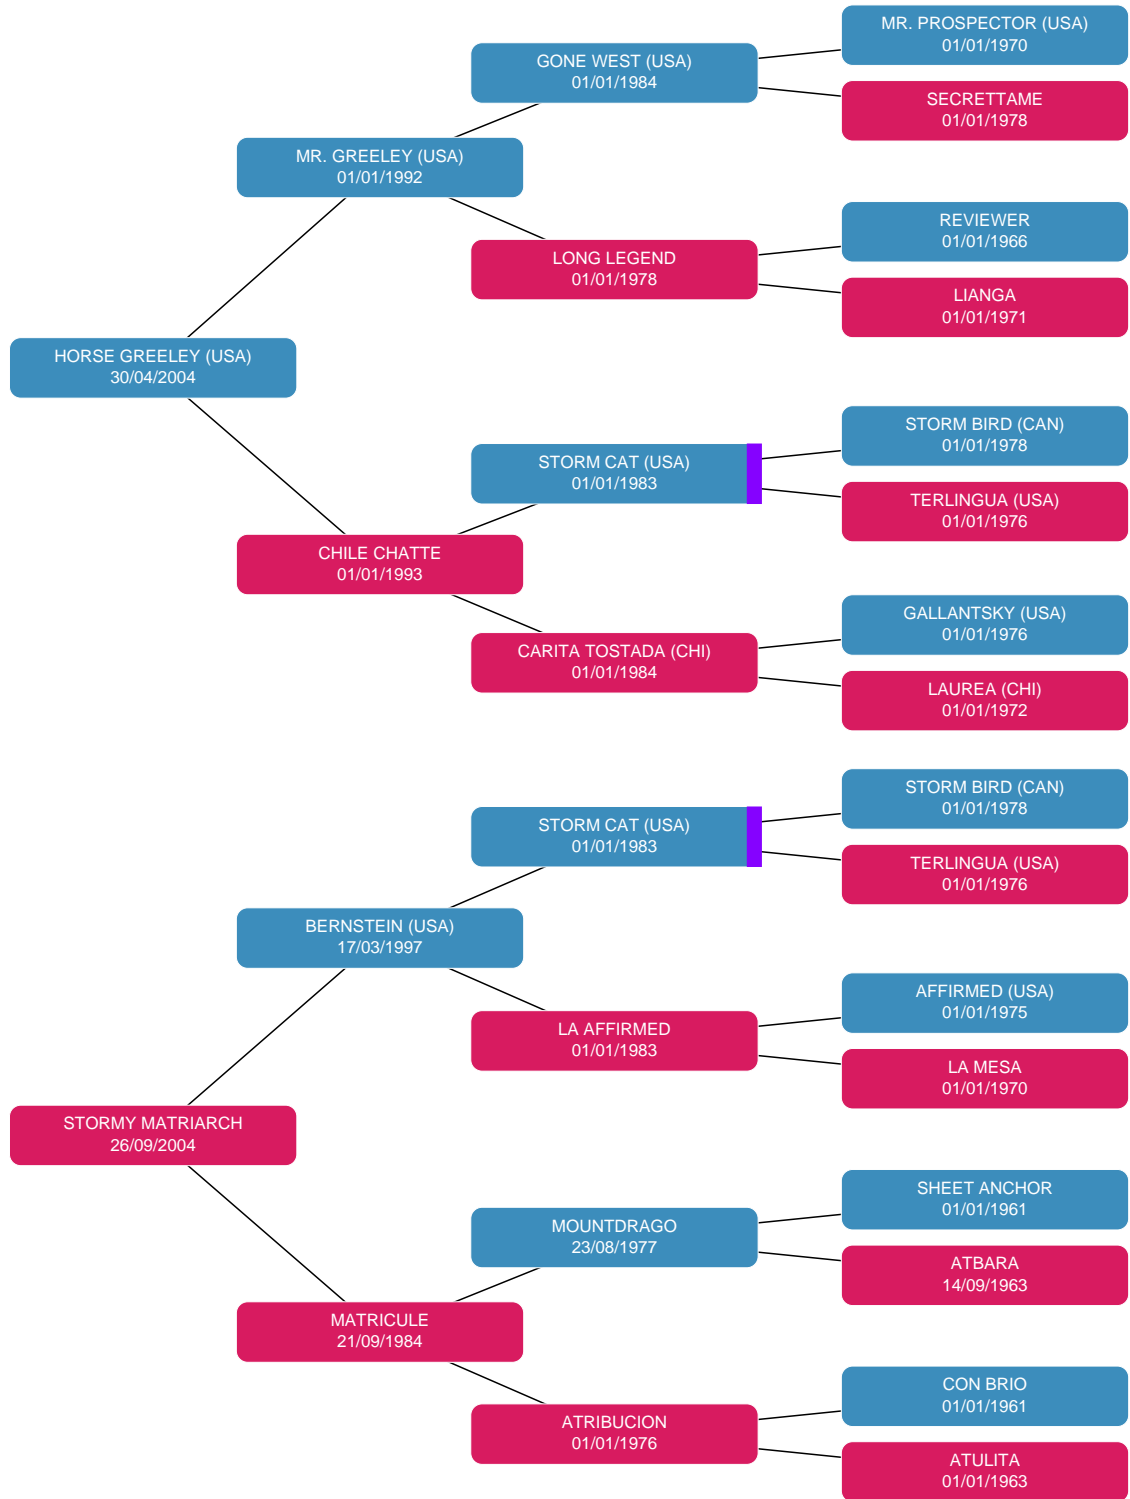 MR. PROSPECTOR (USA)
01/01/1970
GONE WEST (USA)
01/01/1984
SECRETTAME
01/01/1978
MR. GREELEY (USA)
01/01/1992
REVIEWER
01/01/1966
LONG LEGEND
01/01/1978
LIANGA
01/01/1971
HORSE GREELEY (USA)
30/04/2004
STORM BIRD (CAN)
01/01/1978
STORM CAT (USA)
01/01/1983
TERLINGUA (USA)
01/01/1976
CHILE CHATTE
01/01/1993
GALLANTSKY (USA)
01/01/1976
CARITA TOSTADA (CHI)
01/01/1984
LAUREA (CHI)
01/01/1972
STORM BIRD (CAN)
01/01/1978
STORM CAT (USA)
01/01/1983
TERLINGUA (USA)
01/01/1976
BERNSTEIN (USA)
17/03/1997
AFFIRMED (USA)
01/01/1975
LA AFFIRMED
01/01/1983
LA MESA
01/01/1970
STORMY MATRIARCH
26/09/2004
SHEET ANCHOR
01/01/1961
MOUNTDRAGO
23/08/1977
ATBARA
14/09/1963
MATRICULE
21/09/1984
CON BRIO
01/01/1961
ATRIBUCION
01/01/1976
ATULITA
01/01/1963